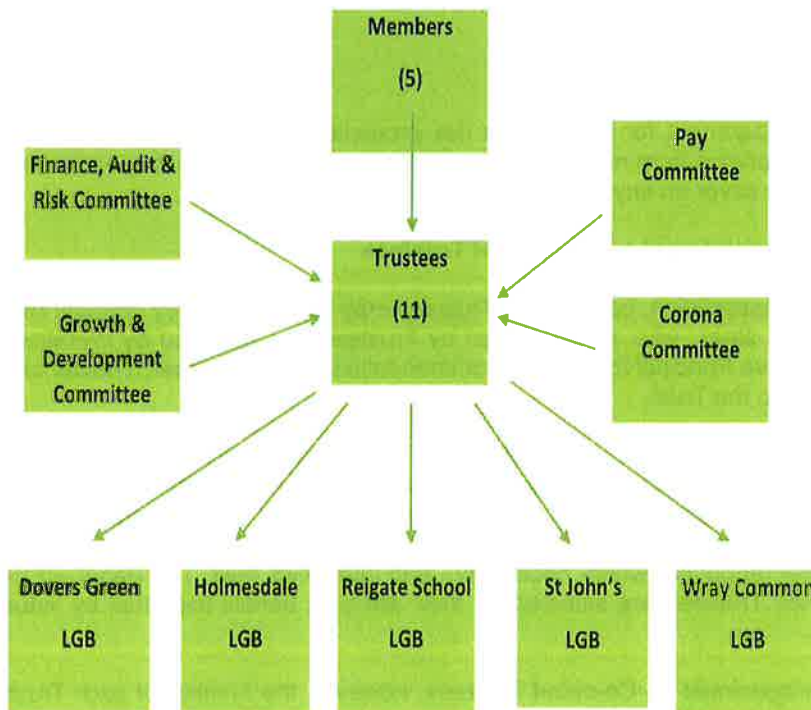 Members
(5)
Finance, Audit &
Risk Committee
Pay
Committee
Trustees
(11)
Growth &
Development
Committee
Corona
Committee
Dovers Green
LGB
Holmesdale
LGB
Reigate School
LGB
St John's
LGB
Wray Common
LGB